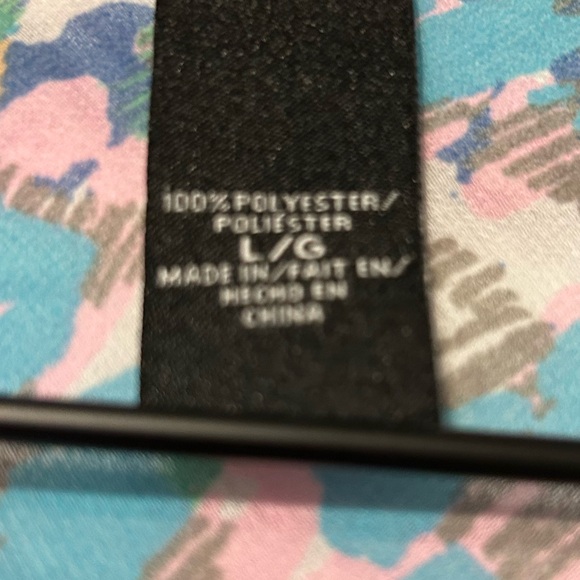 100% POLYESTER/
POLIÉSTER
L/G
MADE IN/FAIT EN/
HECHO EN
CHINA